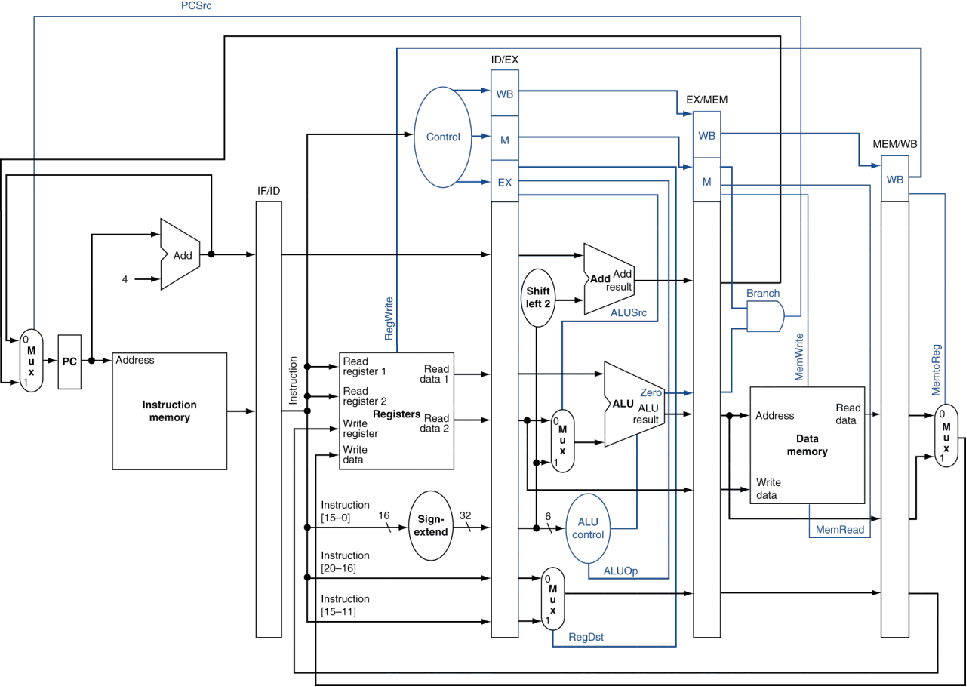 PCSrc
ID/EX
WB
EX/MEM
Control
M
WB
MEM/WB
EX
M
WB
IF/ID
Add
4
Add
Add
result
Shift
left 2
Branch
ALUSrc
RegWrite
MemWrite
MemtoReg
0
M
u
x
1
PC
Address
Instruction
memory
Instruction
Read
register 1
Read
data 1
Read
register 2
Registers
Read
data 2
Write
register
Write
data
0
M
u
x
1
Zero
ALU
ALU
result
Address
Read
data
Data
memory
Write
data
0
M
u
x
1
Instruction
[15–0]
16
Sign-
extend
32
6
ALU
control
MemRead
Instruction
[20–16]
ALUOp
0
M
u
x
1
Instruction
[15–11]
RegDst